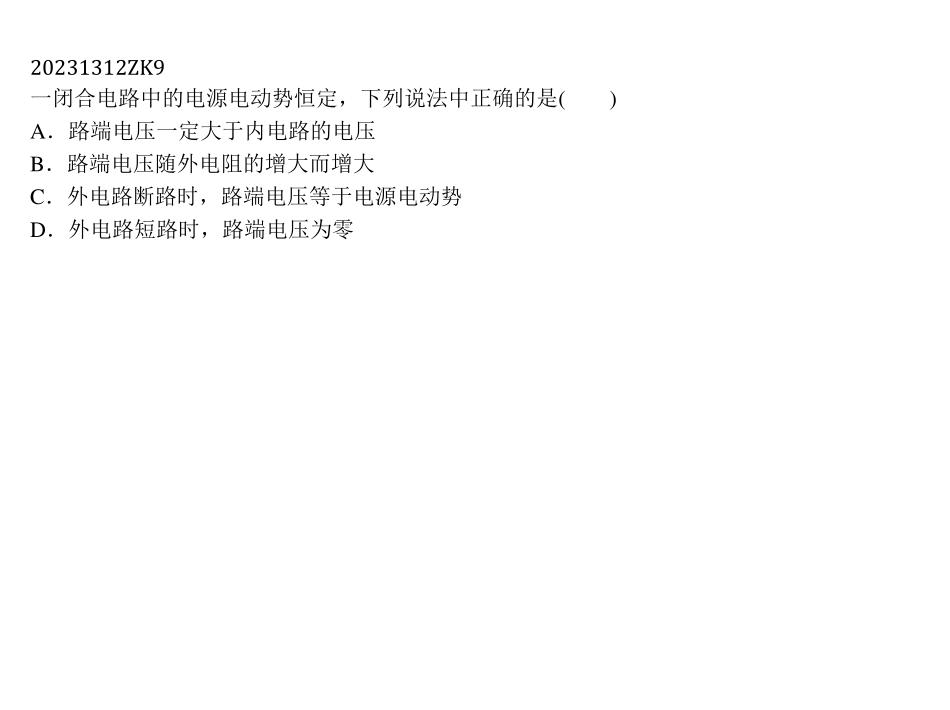 20231312ZK9
一闭合电路中的电源电动势恒定，下列说法中正确的是(　　)
A．路端电压一定大于内电路的电压
B．路端电压随外电阻的增大而增大
C．外电路断路时，路端电压等于电源电动势
D．外电路短路时，路端电压为零